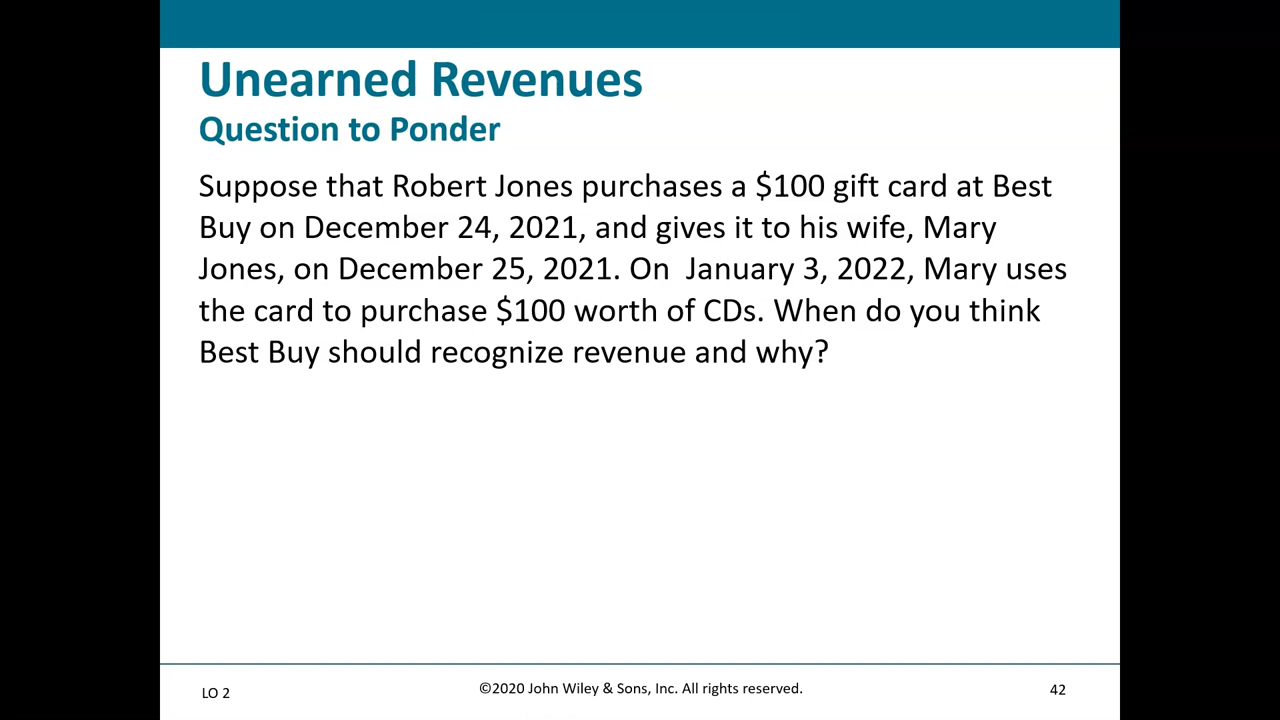 Unearned Revenues
Question to Ponder
Suppose that Robert Jones purchases a $100 gift card at Best
Buy on December 24, 2021, and gives it to his wife, Mary
Jones, on December 25, 2021. On  January 3, 2022, Mary uses
the card to purchase $100 worth of CDs. When do you think
Best Buy should recognize revenue and why?
LO 2
©2020 John Wiley & Sons, Inc. All rights reserved.
42